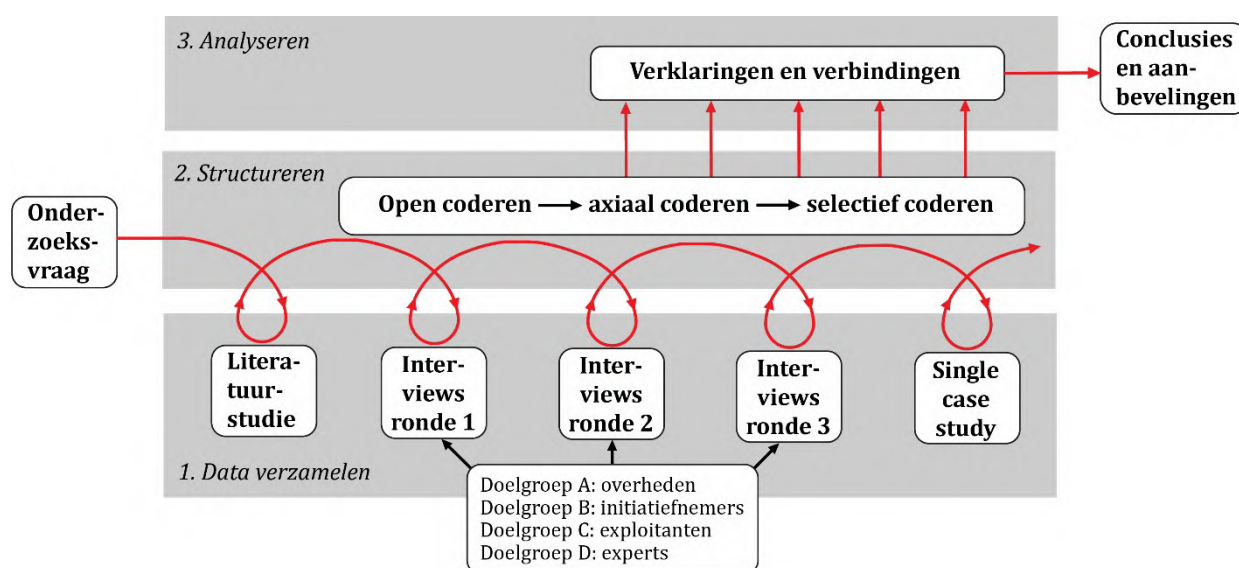 3. Analyseren
Verklaringen en verbindingen
Conclusies
en aan-
bevelingen
2. Structureren
Open coderen axiaal coderen selectief coderen
Onder-
zoeks-
vraag
Litera-
tuur-
studie
Inter-
views
ronde 1
Inter-
views
ronde 2
Inter-
views
ronde 3
Single
case
study
1. Data verzamelen
Doelgroep A: overheden
Doelgroep B: initiatiefnemers
Doelgroep C: exploitanten
Doelgroep D: experts